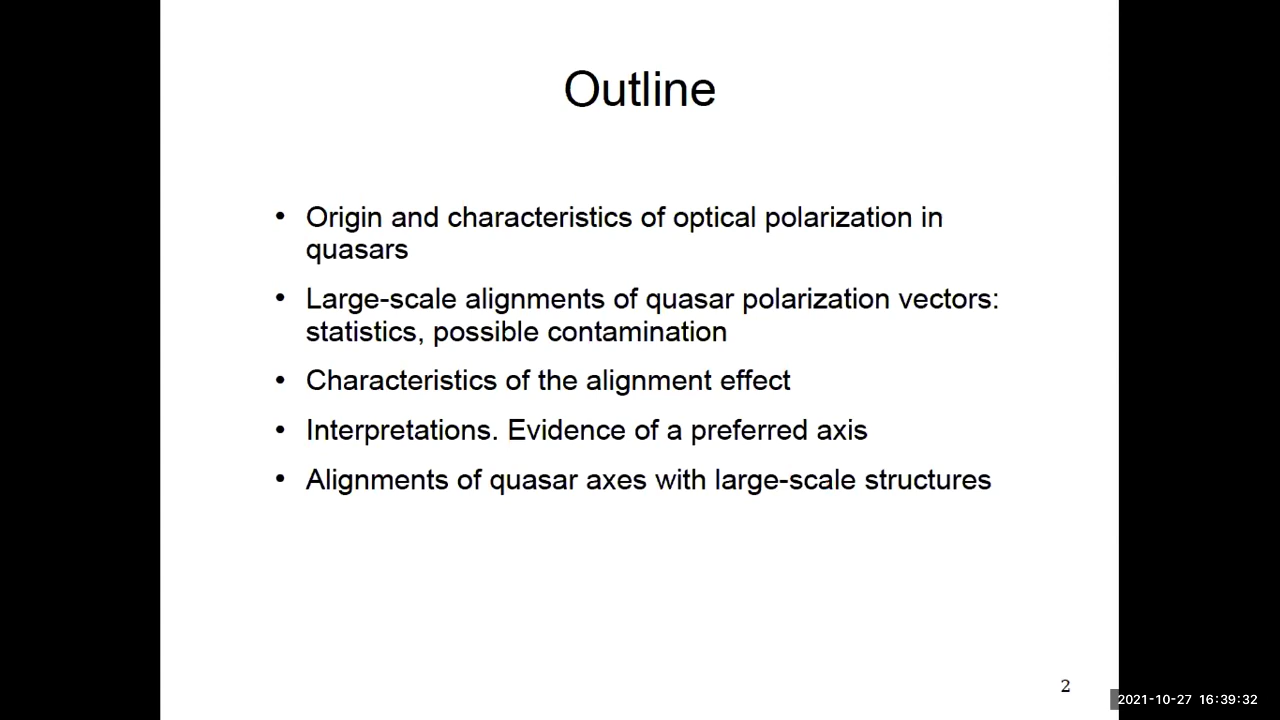 Outline
• Origin and characteristics of optical polarization in
quasars
• Large-scale alignments of quasar polarization vectors:
statistics, possible contamination
• Characteristics of the alignment effect
• Interpretations. Evidence of a preferred axis
• Alignments of quasar axes with large-scale structures
2
2021-10-27 16:39:32